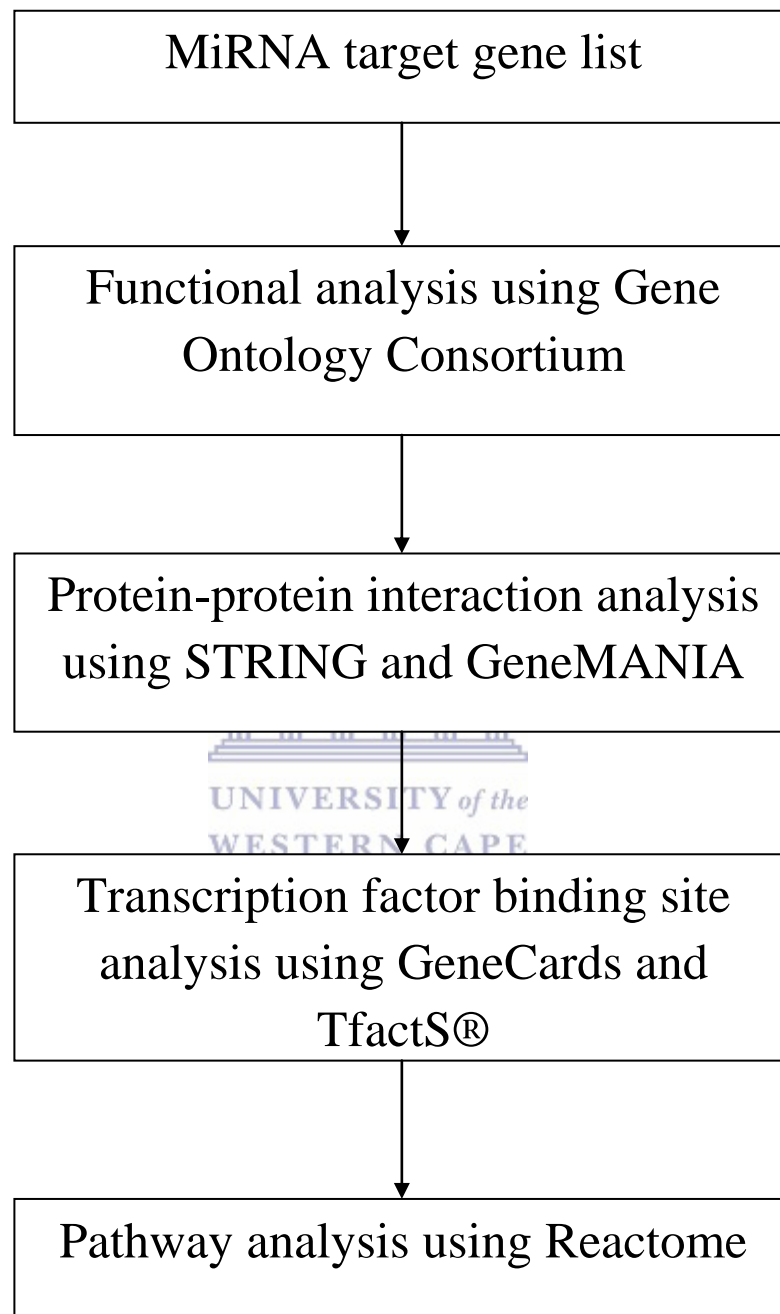 MiRNA target gene list
Functional analysis using Gene
Ontology Consortium
Protein-protein interaction analysis
using STRING and GeneMANIA
UNIVERSITY of the
WESTERN CAPE
Transcription factor binding site
analysis using GeneCards and
TfactS®
Pathway analysis using Reactome